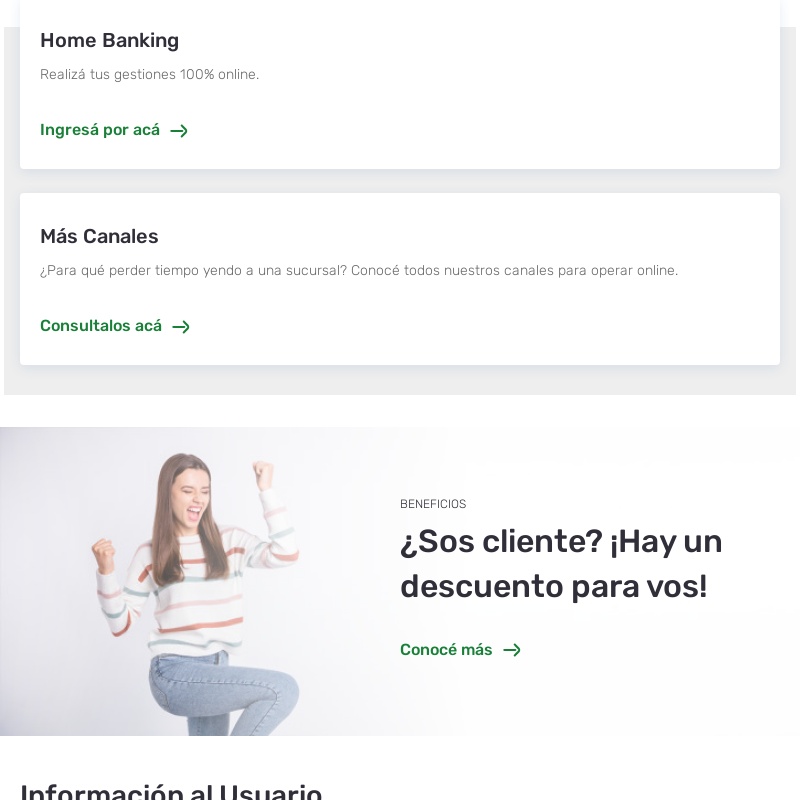 Home Banking
Realizá tus gestiones 100% online.
Ingresá por acá
Más Canales
¿Para qué perder tiempo yendo a una sucursal? Conocé todos nuestros canales para operar online.
Consultalos acá
BENEFICIOS
¿Sos cliente? ¡Hay un
descuento para vos!
Conocé más
Información al Usuario